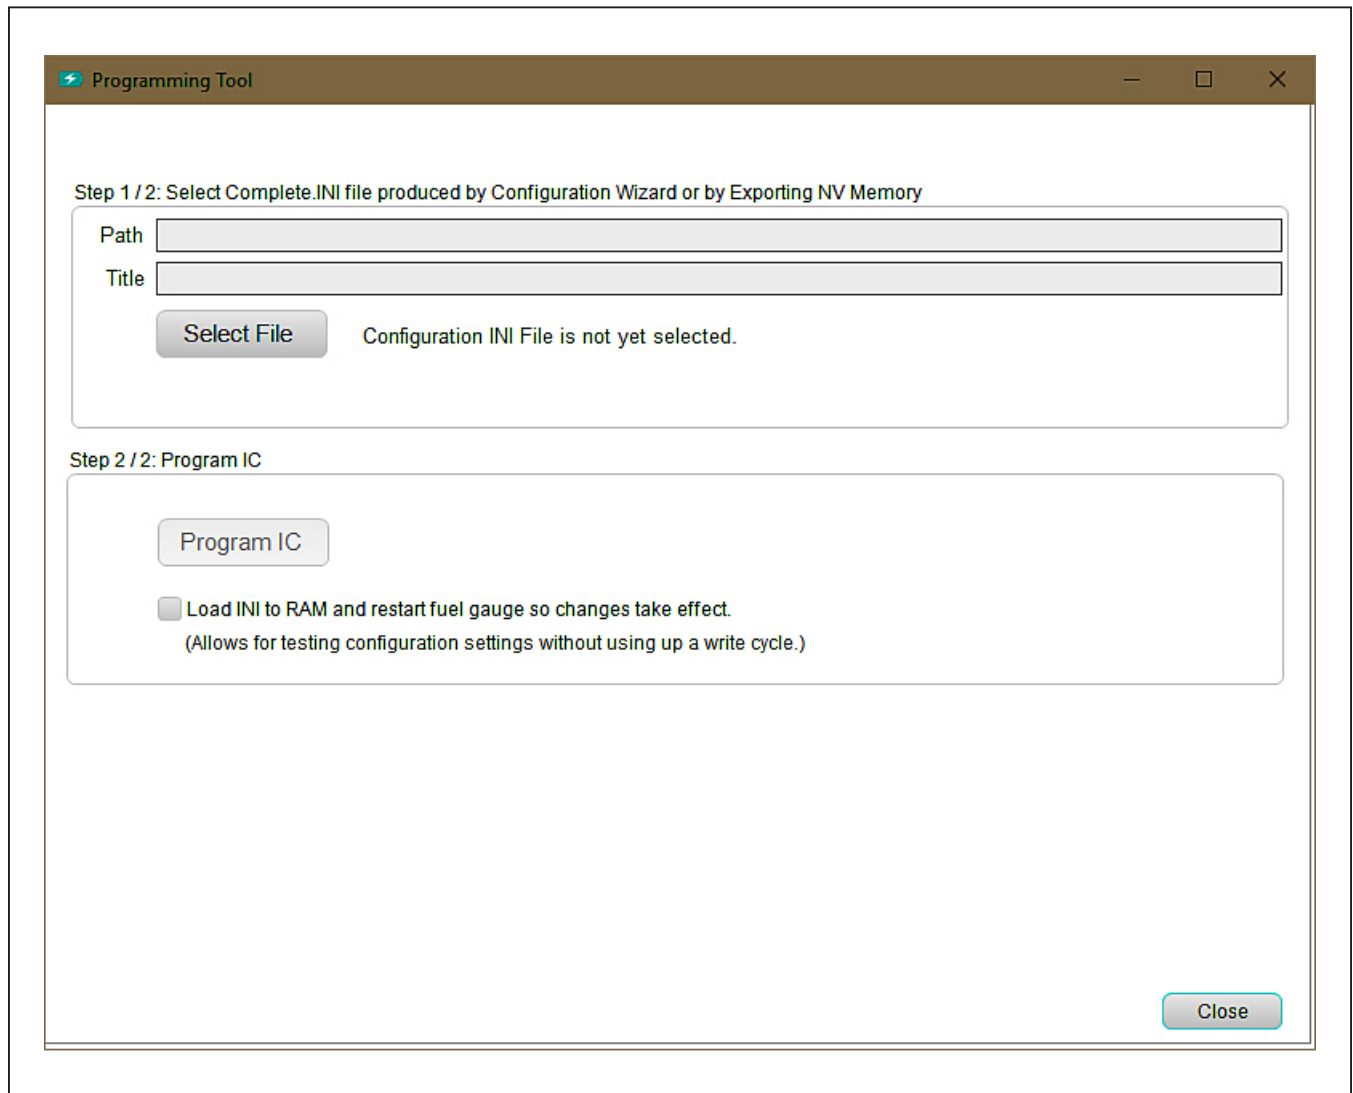 Programming Tool
Step 1 / 2: Select Complete.INI file produced by Configuration Wizard or by Exporting NV Memory
Path
Title
Select File
Configuration INI File is not yet selected.
Step 2 / 2: Program IC
Program IC
Load INI to RAM and restart fuel gauge so changes take effect.
(Allows for testing configuration settings without using up a write cycle.)
Close